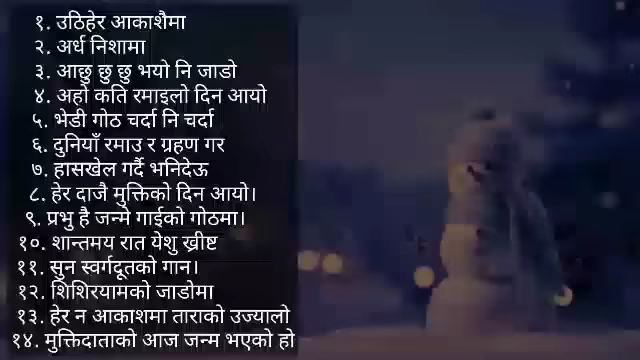 १. उठिहेर आकाशैमा
२. अर्ध निशामा
३. आछु छु छु भयो नि जाडो
४. अहो कति रमाइलो दिन आयो
५. भेडी गोठ चर्दा नि चर्दा
६. दुनियाँ रमाउ र ग्रहण गर
७. हासखेल गर्दै भनिदेऊ
८. हेर दाजै मुक्तिको दिन आयो।
९. प्रभु है जन्मे गाईको गोठमा।
१०. शान्तमय रात येशु ख्रीष्ट
११. सुन स्वर्गदूतको गान।
१२. शिशिरयामको जाडोमा
१३. हेर न आकाशमा ताराको उज्यालो
१४. मुक्तिदाताको आज जन्म भएको हो